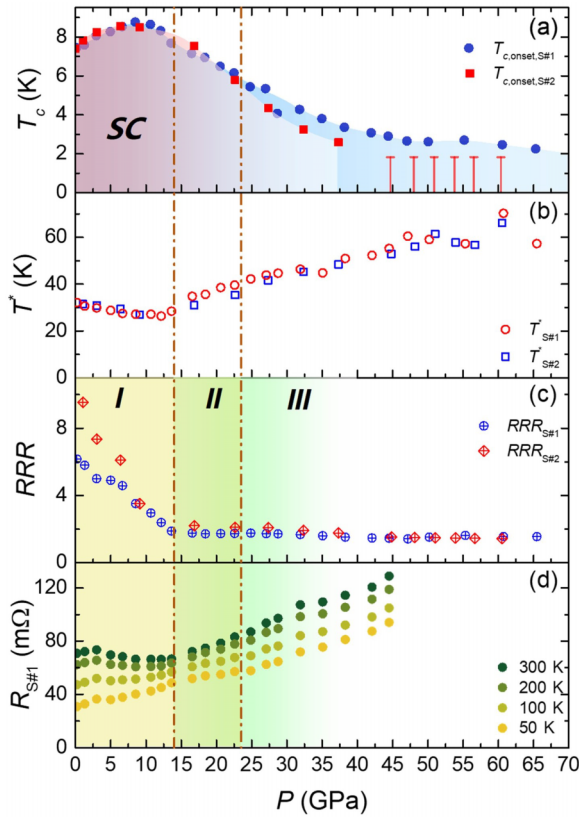 (a)
8
6
4
2
0
T_c (K)
SC
T_c,onset,S#1
T_c,onset,S#2
(b)
60
40
20
0
T* (K)
T*_S#1
T*_S#2
(c)
I II III
8
4
0
RRR
RRR_S#1
RRR_S#2
(d)
120
80
40
0
R_S#1 (mΩ)
300 K
200 K
100 K
50 K
0 5 10 15 20 25 30 35 40 45 50 55 60 65 70
P (GPa)